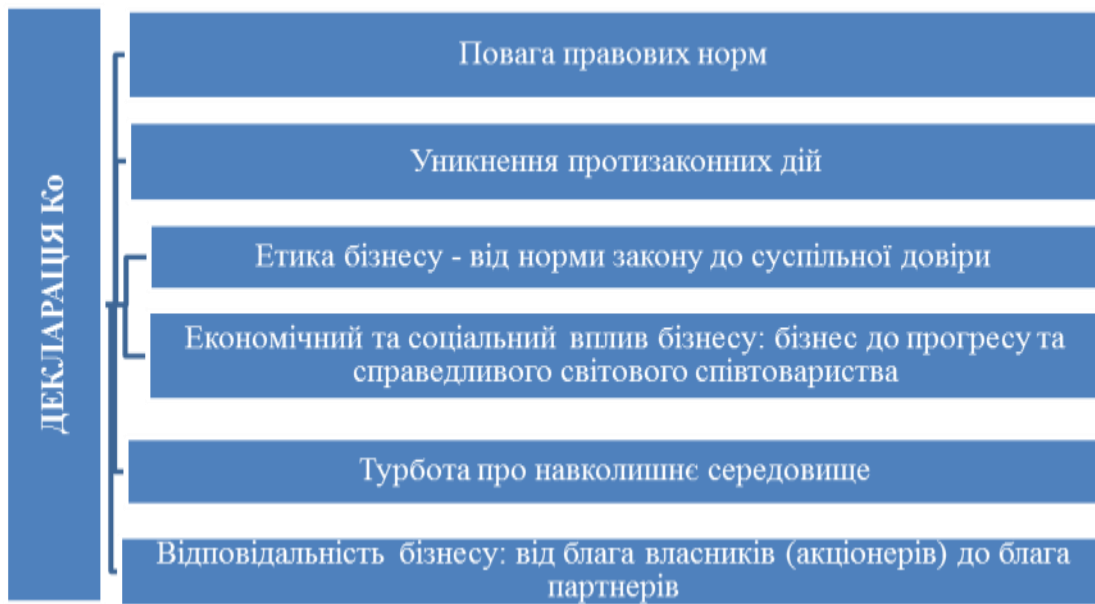 ДЕКЛАРАЦІЯ Ко
Повага правових норм
Уникнення протизаконних дій
Етика бізнесу - від норми закону до суспільної довіри
Економічний та соціальний вплив бізнесу: бізнес до прогресу та
справедливого світового співтовариства
Турбота про навколишнє середовище
Відповідальність бізнесу: від блага власників (акціонерів) до блага
партнерів